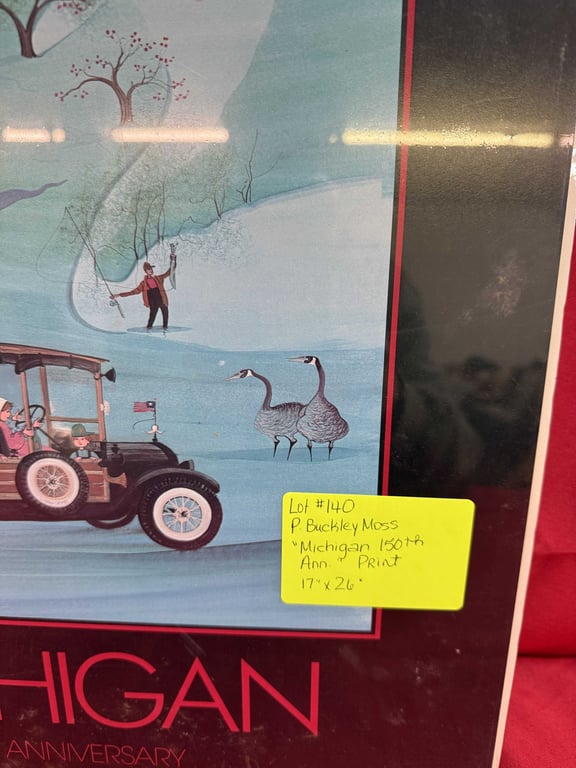 Lot #140
P. Buckley Moss
"Michigan 150th
Ann." Print
17" x 26"
HIGAN
ANNIVERSARY